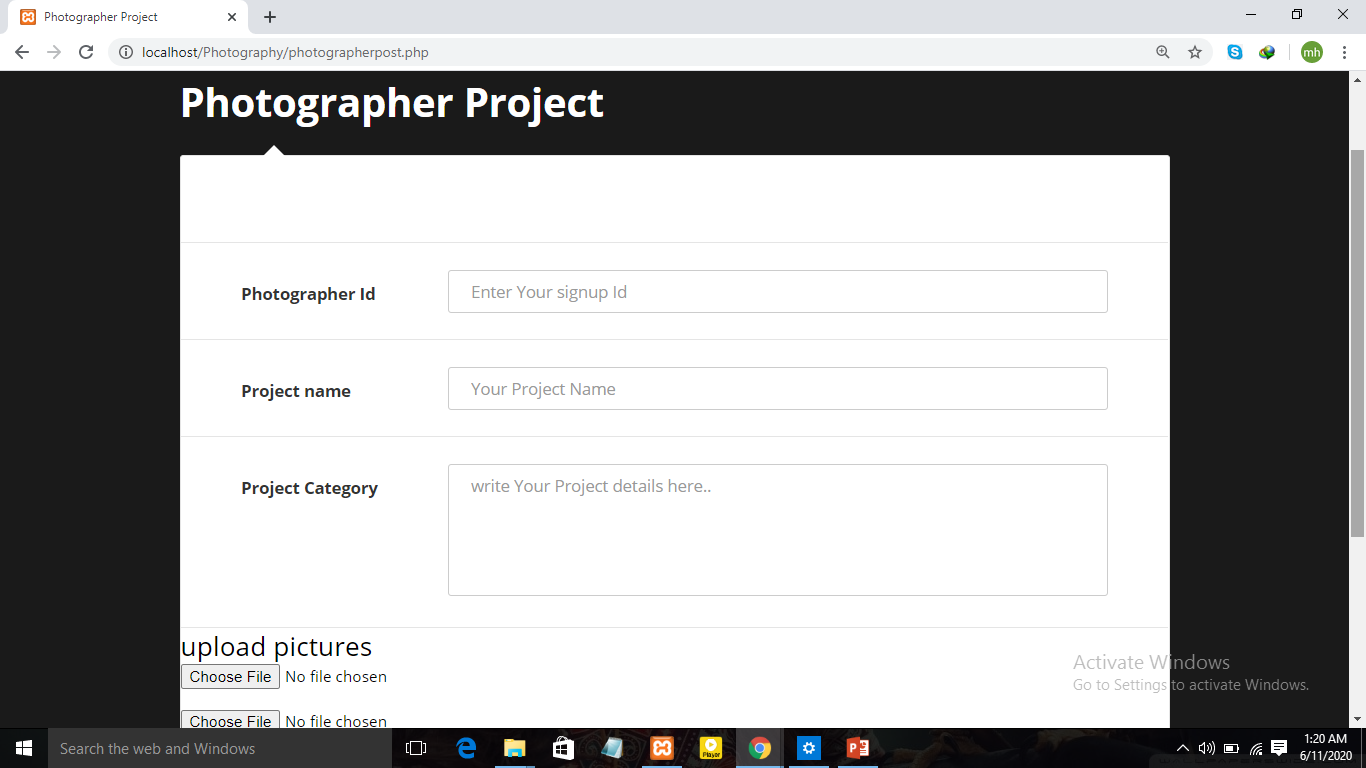 Photographer Project
localhost/Photography/photographerpost.php
mh
Photographer Project
Photographer Id
Enter Your signup Id
Project name
Your Project Name
Project Category
write Your Project details here..
upload pictures
Choose File No file chosen
Choose File No file chosen
Activate Windows
Go to Settings to activate Windows.
Search the web and Windows
Player
1:20 AM
6/11/2020